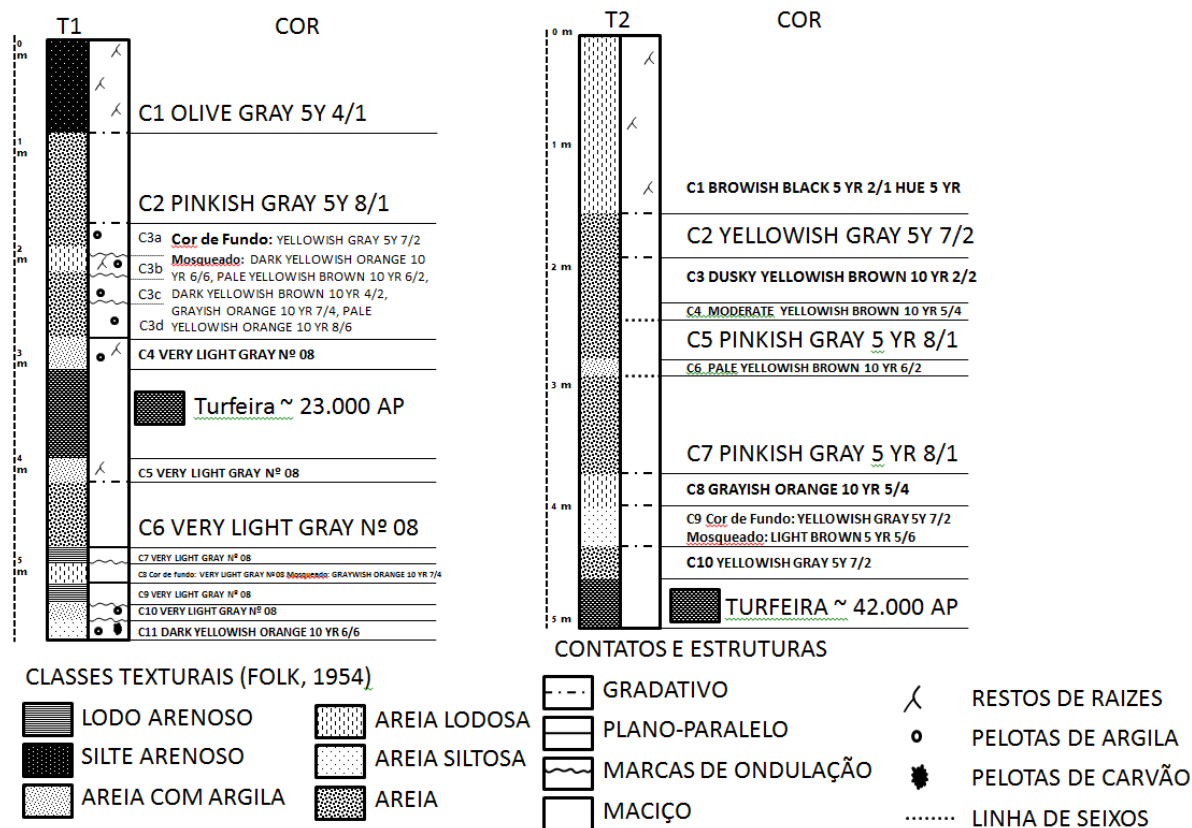 T1
COR
0
m
C1 OLIVE GRAY 5Y 4/1
1
m
C2 PINKISH GRAY 5Y 8/1
C3a
Cor de Fundo: YELLOWISH GRAY 5Y 7/2
2
m
C3b
Mosqueado: DARK YELLOWISH ORANGE 10
YR 6/6, PALE YELLOWISH BROWN 10 YR 6/2,
C3c
DARK YELLOWISH BROWN 10 YR 4/2,
GRAYISH ORANGE 10 YR 7/4, PALE
C3d
YELLOWISH ORANGE 10 YR 8/6
3
m
C4 VERY LIGHT GRAY Nº 08
Turfeira ~ 23.000 AP
4
m
C5 VERY LIGHT GRAY Nº 08
C6 VERY LIGHT GRAY Nº 08
5
m
C7 VERY LIGHT GRAY Nº 08
C8 Cor de fundo: VERY LIGHT GRAY Nº 08 Mosqueado: GRAYWISH ORANGE 10 YR 7/4
C9 VERY LIGHT GRAY Nº 08
C10 VERY LIGHT GRAY Nº 08
C11 DARK YELLOWISH ORANGE 10 YR 6/6
T2
COR
0 m
1 m
C1 BROWISH BLACK 5 YR 2/1 HUE 5 YR
C2 YELLOWISH GRAY 5Y 7/2
2 m
C3 DUSKY YELLOWISH BROWN 10 YR 2/2
C4 MODERATE YELLOWISH BROWN 10 YR 5/4
C5 PINKISH GRAY 5 YR 8/1
C6 PALE YELLOWISH BROWN 10 YR 6/2
3 m
C7 PINKISH GRAY 5 YR 8/1
C8 GRAYISH ORANGE 10 YR 5/4
4 m
C9 Cor de Fundo: YELLOWISH GRAY 5Y 7/2
Mosqueado: LIGHT BROWN 5 YR 5/6
C10 YELLOWISH GRAY 5Y 7/2
TURFEIRA ~ 42.000 AP
5 m
CLASSES TEXTURAIS (FOLK, 1954)
LODO ARENOSO
SILTE ARENOSO
AREIA COM ARGILA
AREIA LODOSA
AREIA SILTOSA
AREIA
CONTATOS E ESTRUTURAS
GRADATIVO
PLANO-PARALELO
MARCAS DE ONDULAÇÃO
MACIÇO
RESTOS DE RAIZES
PELOTAS DE ARGILA
PELOTAS DE CARVÃO
LINHA DE SEIXOS